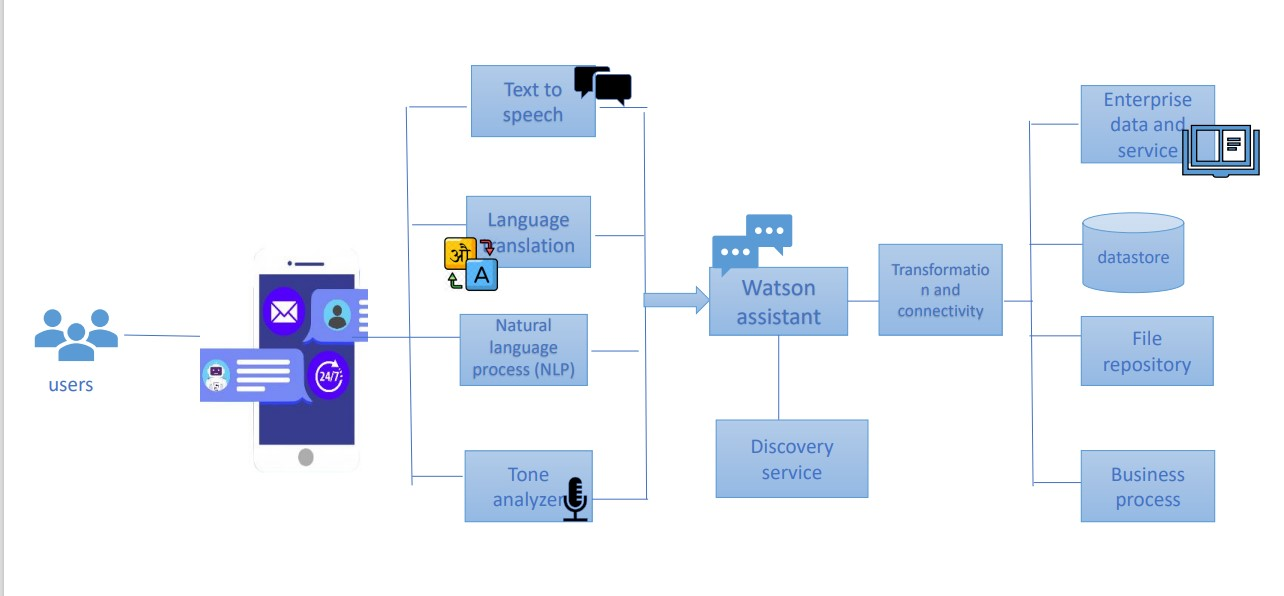 users
24/7
Text to
speech
Language
translation
औ
A
Natural
language
process (NLP)
Tone
analyzer
Watson
assistant
Discovery
service
Transformatio
n and
connectivity
Enterprise
data and
service
datastore
File
repository
Business
process